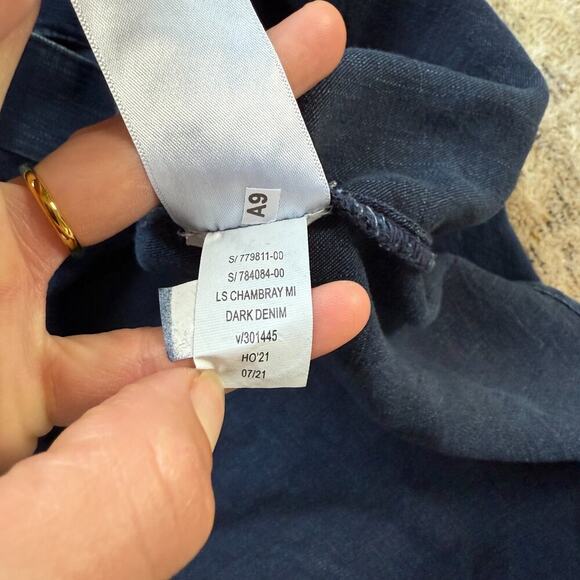 A9
S/ 779811-00
S/ 784084-00
LS CHAMBRAY MI
DARK DENIM
v/301445
HO'21
07/21